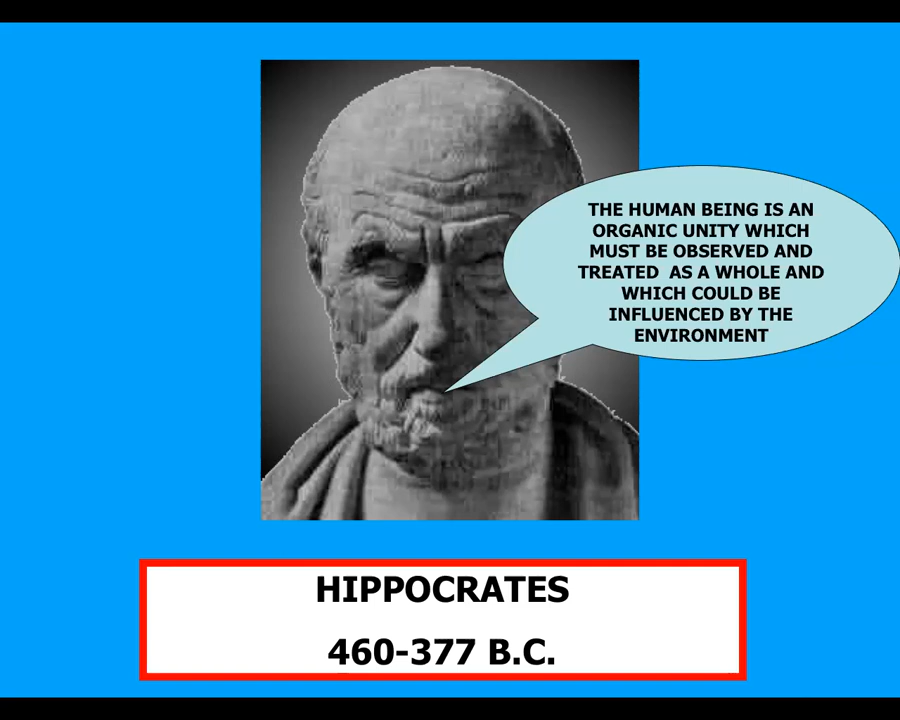 THE HUMAN BEING IS AN
ORGANIC UNITY WHICH
MUST BE OBSERVED AND
TREATED AS A WHOLE AND
WHICH COULD BE
INFLUENCED BY THE
ENVIRONMENT
HIPPOCRATES
460-377 B.C.